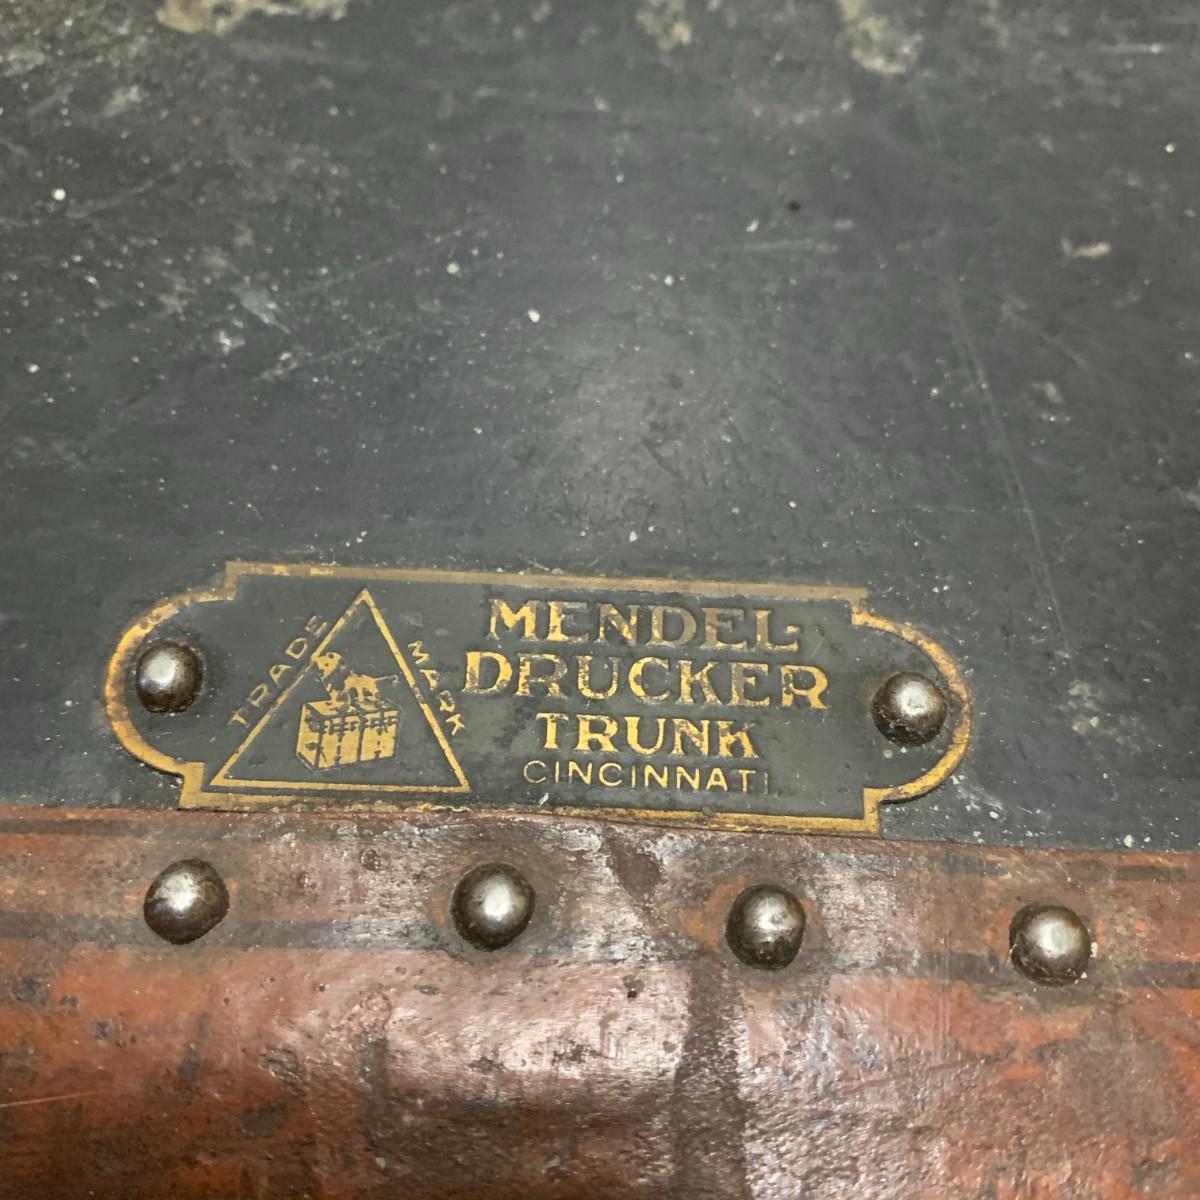 TRADE MARK
MENDEL-
DRUCKER
TRUNK
CINCINNATI